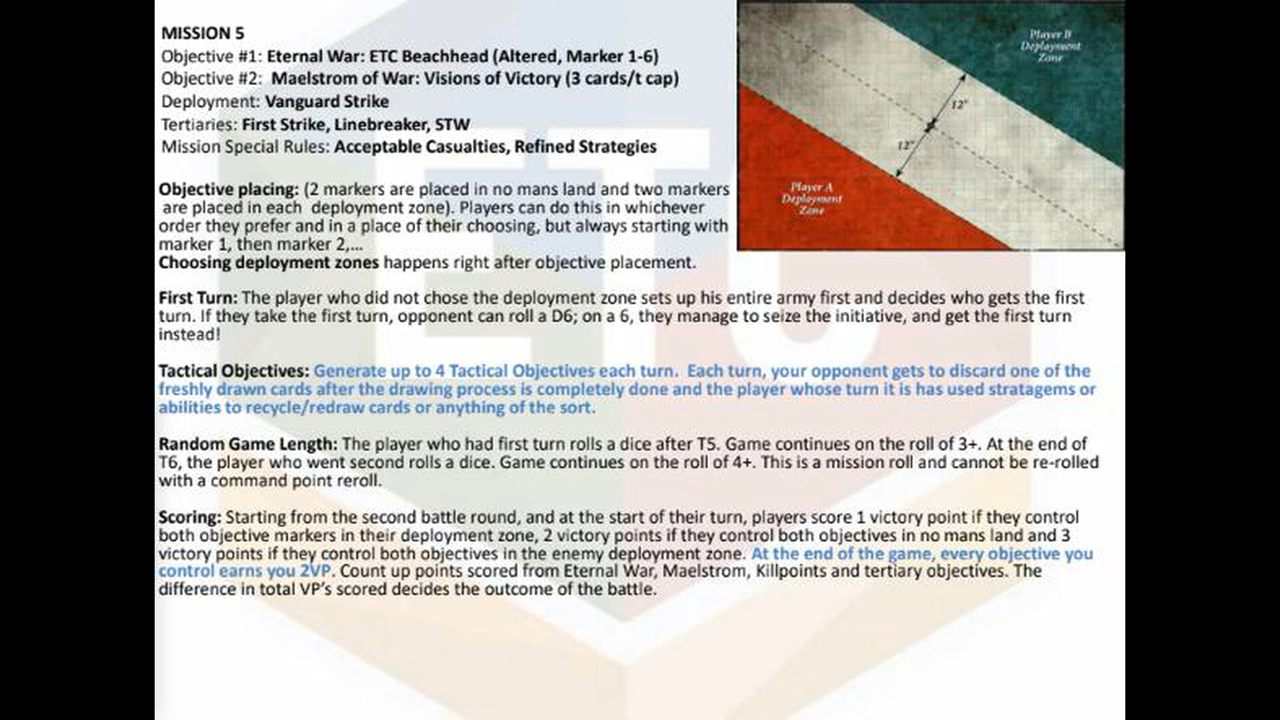 MISSION 5
Objective #1: Eternal War: ETC Beachhead (Altered, Marker 1-6)
Objective #2: Maelstrom of War: Visions of Victory (3 cards/t cap)
Deployment: Vanguard Strike
Tertiaries: First Strike, Linebreaker, STW
Mission Special Rules: Acceptable Casualties, Refined Strategies
Player B
Deployment
Zone
12"
12"
Player A
Deployment
Zone
Objective placing: (2 markers are placed in no mans land and two markers
are placed in each deployment zone). Players can do this in whichever
order they prefer and in a place of their choosing, but always starting with
marker 1, then marker 2,...
Choosing deployment zones happens right after objective placement.
First Turn: The player who did not chose the deployment zone sets up his entire army first and decides who gets the first
turn. If they take the first turn, opponent can roll a D6; on a 6, they manage to seize the initiative, and get the first turn
instead!
Tactical Objectives: Generate up to 4 Tactical Objectives each turn. Each turn, your opponent gets to discard one of the
freshly drawn cards after the drawing process is completely done and the player whose turn it is has used stratagems or
abilities to recycle/redraw cards or anything of the sort.
Random Game Length: The player who had first turn rolls a dice after T5. Game continues on the roll of 3+. At the end of
T6, the player who went second rolls a dice. Game continues on the roll of 4+. This is a mission roll and cannot be re-rolled
with a command point reroll.
Scoring: Starting from the second battle round, and at the start of their turn, players score 1 victory point if they control
both objective markers in their deployment zone, 2 victory points if they control both objectives in no mans land and 3
victory points if they control both objectives in the enemy deployment zone. At the end of the game, every objective you
control earns you 2VP. Count up points scored from Eternal War, Maelstrom, Killpoints and tertiary objectives. The
difference in total VP's scored decides the outcome of the battle.